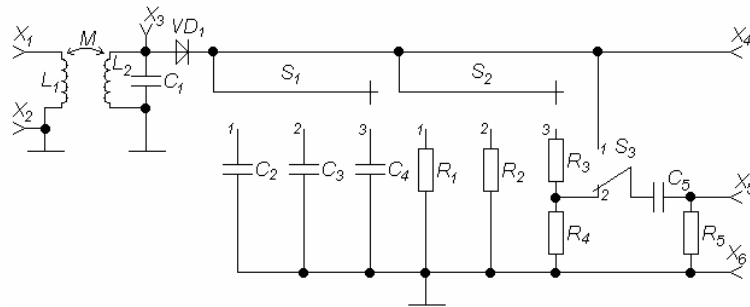 X1 M X3 VD1 X4
L1 L2 C1 S1 S2
X2
1 2 3 1 2 3 1 S3
C2 C3 C4 R1 R2 R3 2 C5 X5
R4 R5
X6